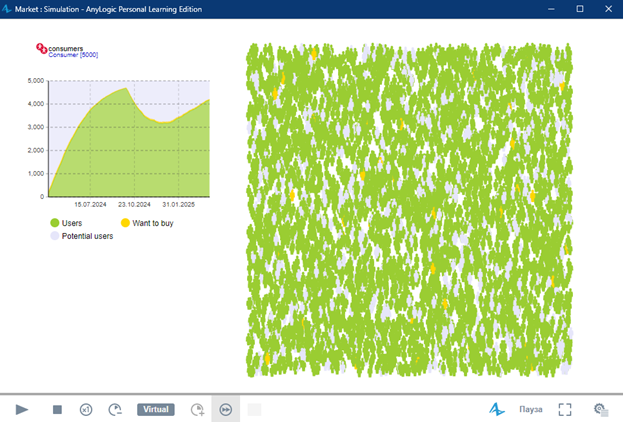 Market : Simulation - AnyLogic Personal Learning Edition
consumers
Consumer [5000]
5,000
4,000
3,000
2,000
1,000
0
15.07.2024 23.10.2024 31.01.2025
Users Want to buy
Potential users
x1 Virtual Пауза